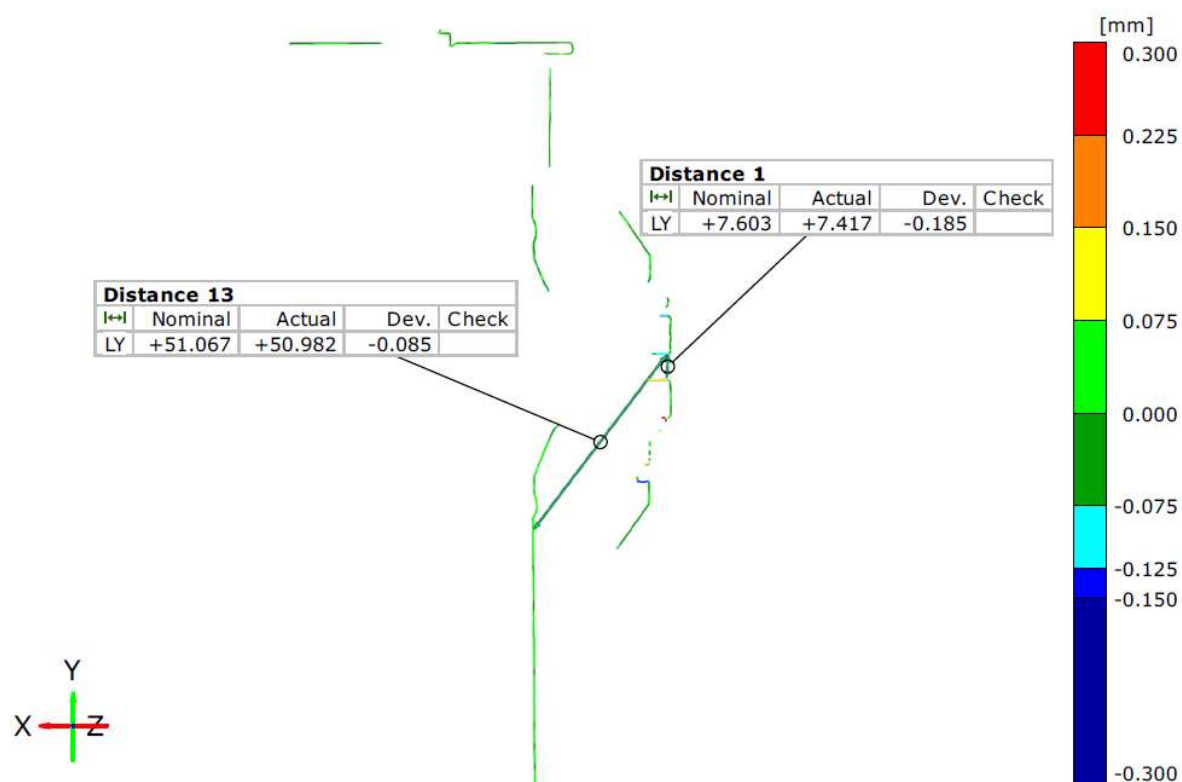 [mm]
0.300
0.225
0.150
0.075
0.000
-0.075
-0.125
-0.150
-0.300
Distance 1
Nominal Actual Dev. Check
LY +7.603 +7.417 -0.185
Distance 13
Nominal Actual Dev. Check
LY +51.067 +50.982 -0.085
Y
X Z